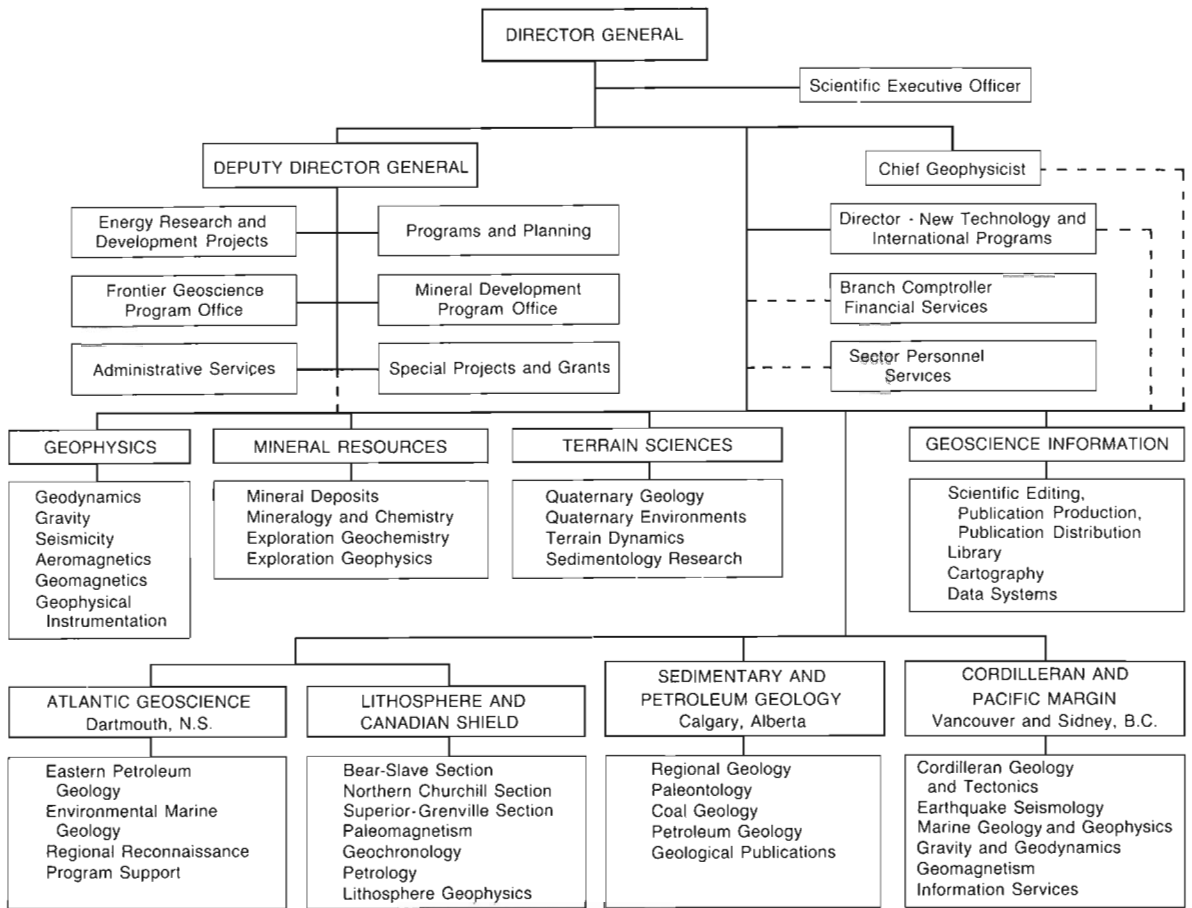 DIRECTOR GENERAL
Scientific Executive Officer
DEPUTY DIRECTOR GENERAL
Chief Geophysicist
Energy Research and
Development Projects
Programs and Planning
Director - New Technology and
International Programs
Frontier Geoscience
Program Office
Mineral Development
Program Office
Branch Comptroller
Financial Services
Administrative Services
Special Projects and Grants
Sector Personnel
Services
GEOPHYSICS
MINERAL RESOURCES
TERRAIN SCIENCES
GEOSCIENCE INFORMATION
Geodynamics
Gravity
Seismicity
Aeromagnetics
Geomagnetics
Geophysical
Instrumentation
Mineral Deposits
Mineralogy and Chemistry
Exploration Geochemistry
Exploration Geophysics
Quaternary Geology
Quaternary Environments
Terrain Dynamics
Sedimentology Research
Scientific Editing,
Publication Production,
Publication Distribution
Library
Cartography
Data Systems
ATLANTIC GEOSCIENCE
Dartmouth, N.S.
LITHOSPHERE AND
CANADIAN SHIELD
SEDIMENTARY AND
PETROLEUM GEOLOGY
Calgary, Alberta
CORDILLERAN AND
PACIFIC MARGIN
Vancouver and Sidney, B.C.
Eastern Petroleum
Geology
Environmental Marine
Geology
Regional Reconnaissance
Program Support
Bear-Slave Section
Northern Churchill Section
Superior-Grenville Section
Paleomagnetism
Geochronology
Petrology
Lithosphere Geophysics
Regional Geology
Paleontology
Coal Geology
Petroleum Geology
Geological Publications
Cordilleran Geology
and Tectonics
Earthquake Seismology
Marine Geology and Geophysics
Gravity and Geodynamics
Geomagnetism
Information Services